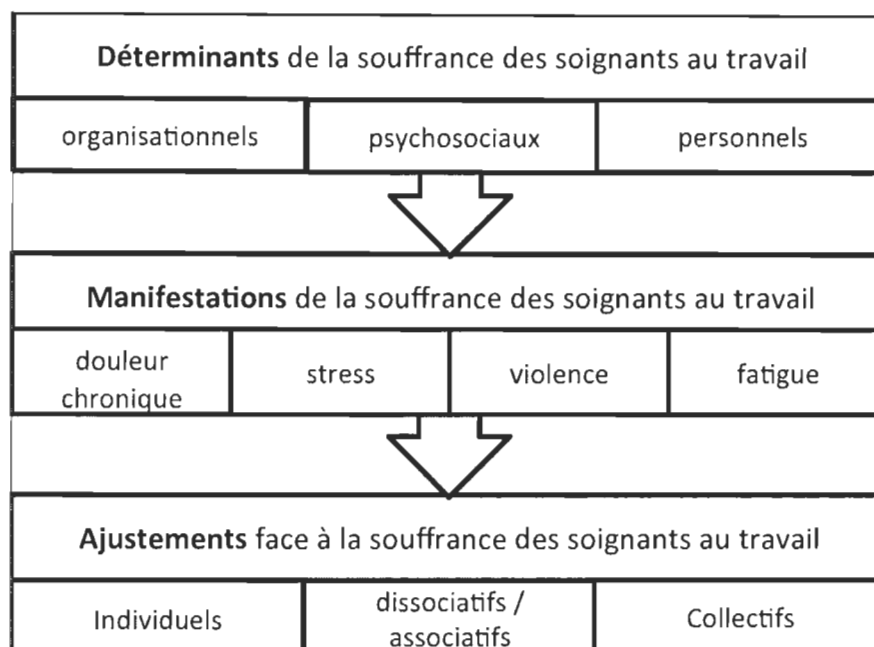 Déterminants de la souffrance des soignants au travail
organisationnels psychosociaux personnels
Manifestations de la souffrance des soignants au travail
douleur
chronique stress violence fatigue
Ajustements face à la souffrance des soignants au travail
Individuels dissociatifs / Collectifs
associatifs